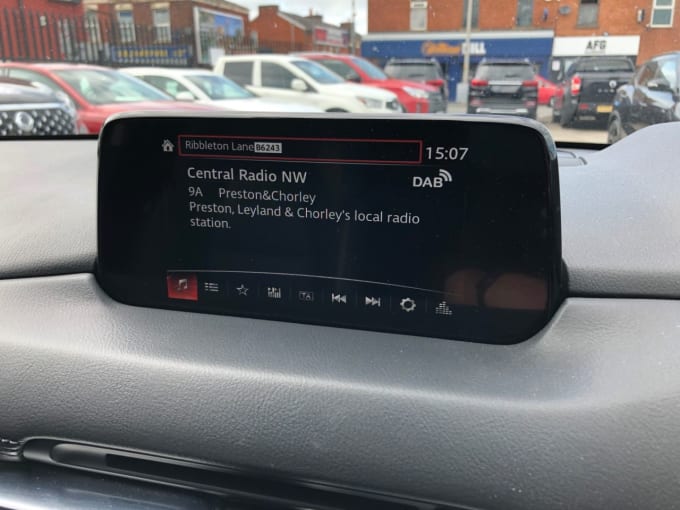 AFG
Ribbleton Lane B6243
15:07
Central Radio NW
DAB
9A Preston&Chorley
Preston, Leyland & Chorley's local radio
station.
TA